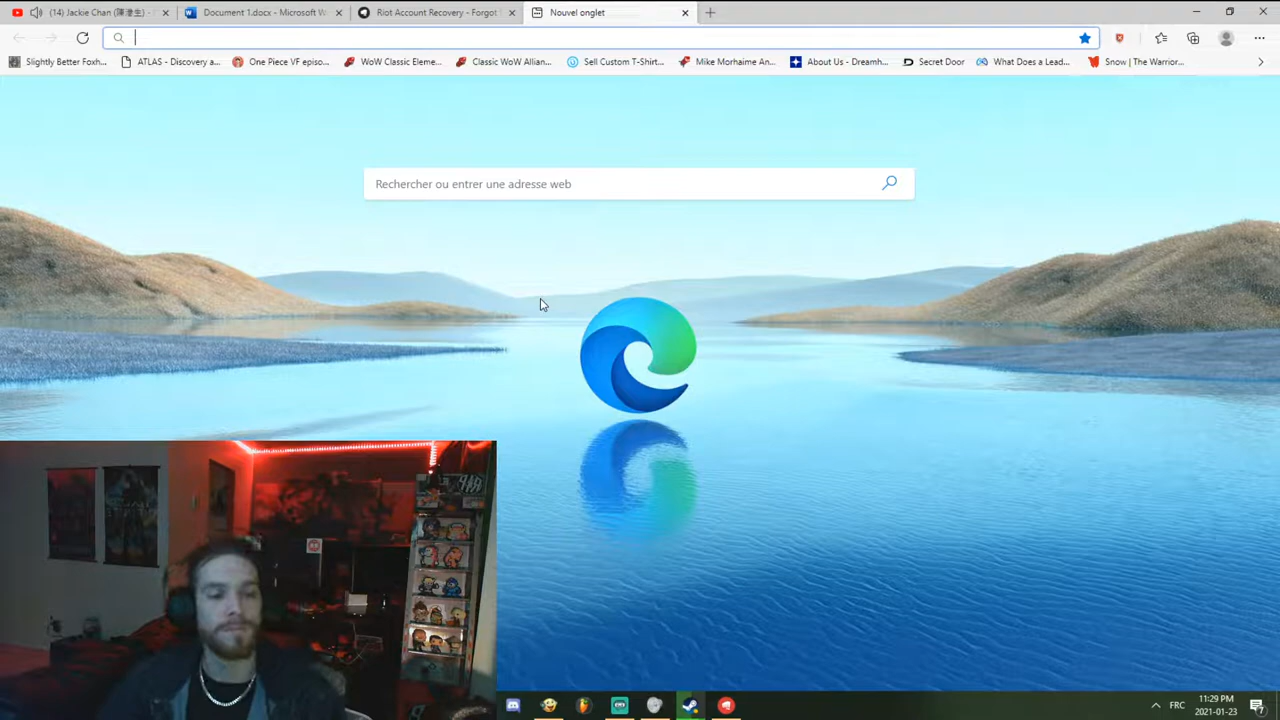 (14) Jackie Chan (陳港生) -
Document 1.docx - Microsoft W
Riot Account Recovery - Forgot
Nouvel onglet
Slightly Better Foxh...
ATLAS - Discovery a...
One Piece VF episo...
WoW Classic Eleme...
Classic WoW Allian...
Sell Custom T-Shirt...
Mike Morhaime An...
About Us - Dreamh...
Secret Door
What Does a Lead...
Snow | The Warrior...
Rechercher ou entrer une adresse web
FRC
11:29 PM
2021-01-23